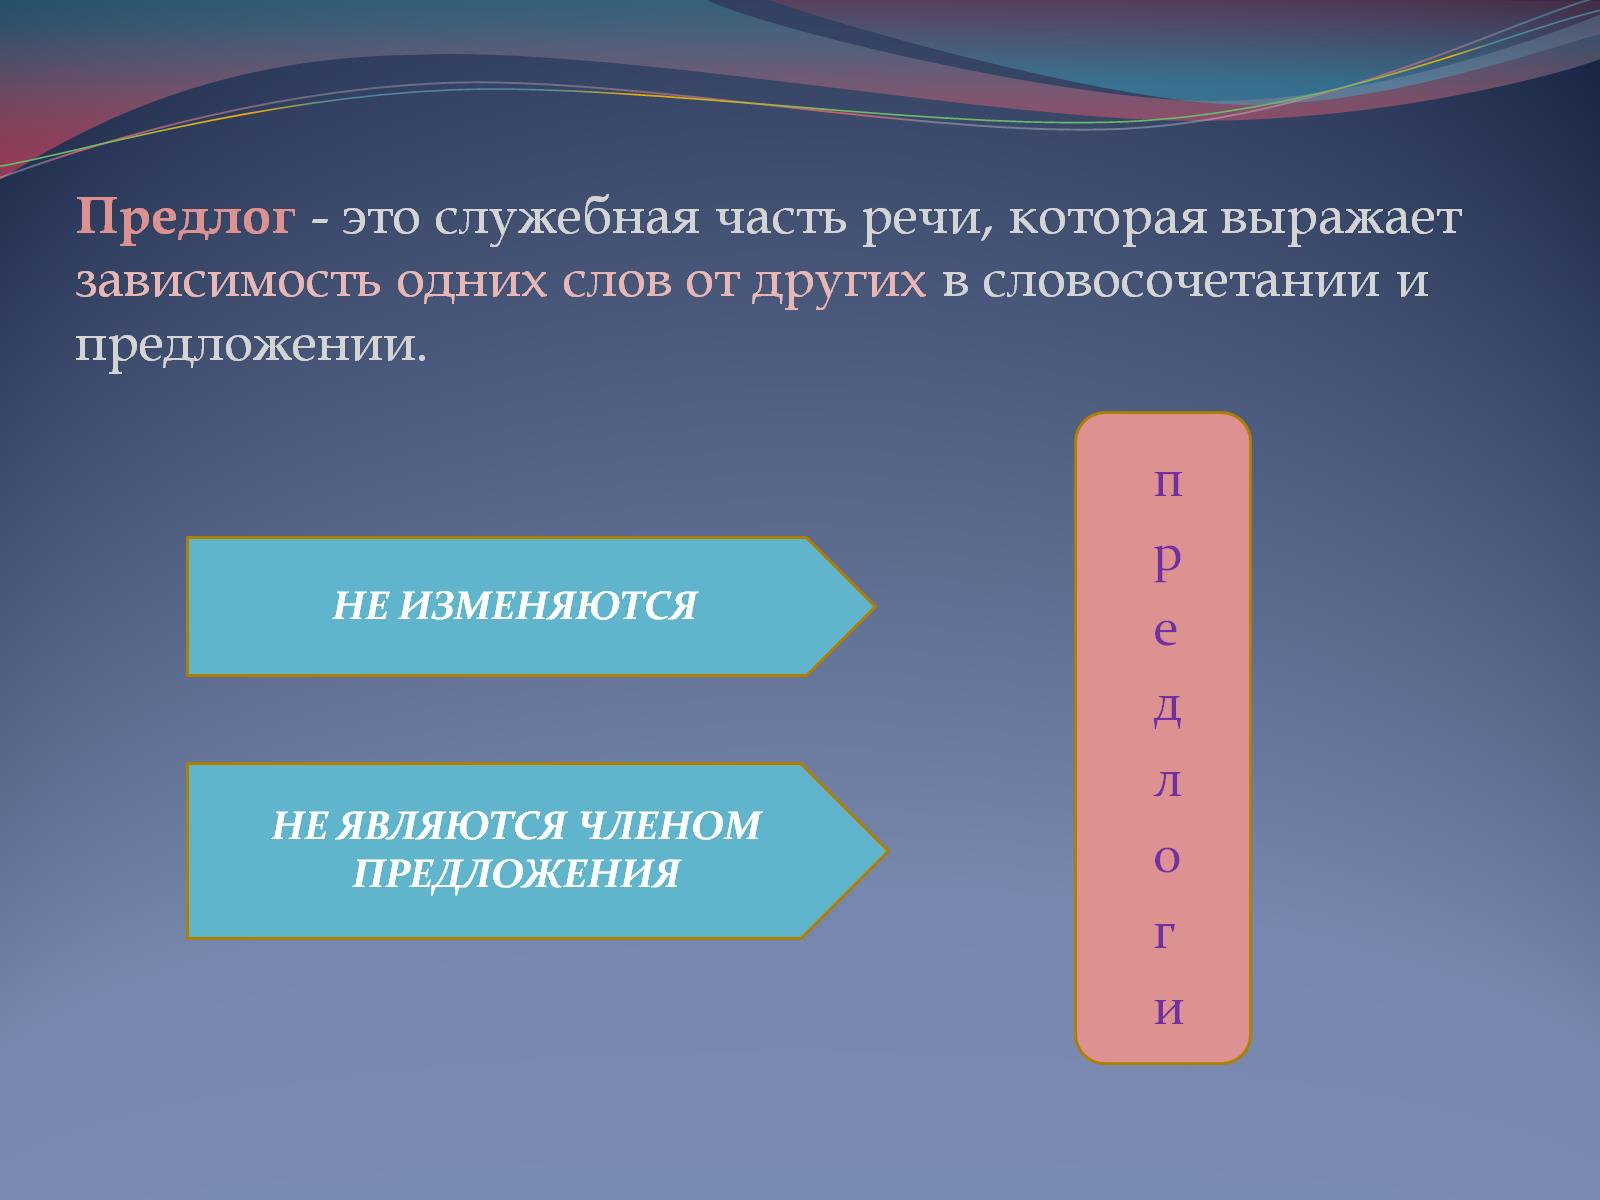 Предлог - это служебная часть речи, которая выражает
зависимость одних слов от других в словосочетании и
предложении.
НЕ ИЗМЕНЯЮТСЯ
НЕ ЯВЛЯЮТСЯ ЧЛЕНОМ
ПРЕДЛОЖЕНИЯ
п
р
е
д
л
о
г
и